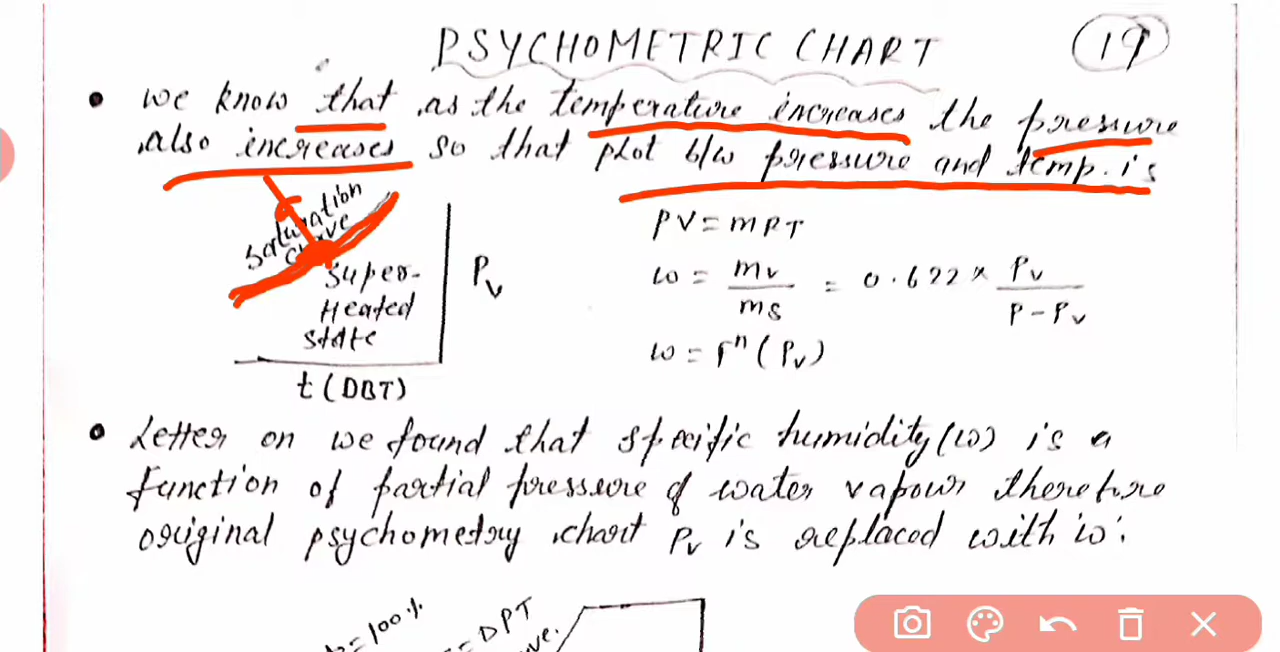 PSYCHOMETRIC CHART
19
• we know that as the temperature increases the pressure
also increases so that plot b/w pressure and temp. is
Saturation
curve
Super-
Heated
state
Pv
t (DBT)
PV = MRT
ω = mv/ms = 0.622 × Pv/P-Pv
ω = fⁿ (Pv)
• Letter on we found that specific humidity (ω) is a
function of partial pressure of water vapour therefore
original psychometry chart Pv is replaced with ω.
= 100%
= DPT